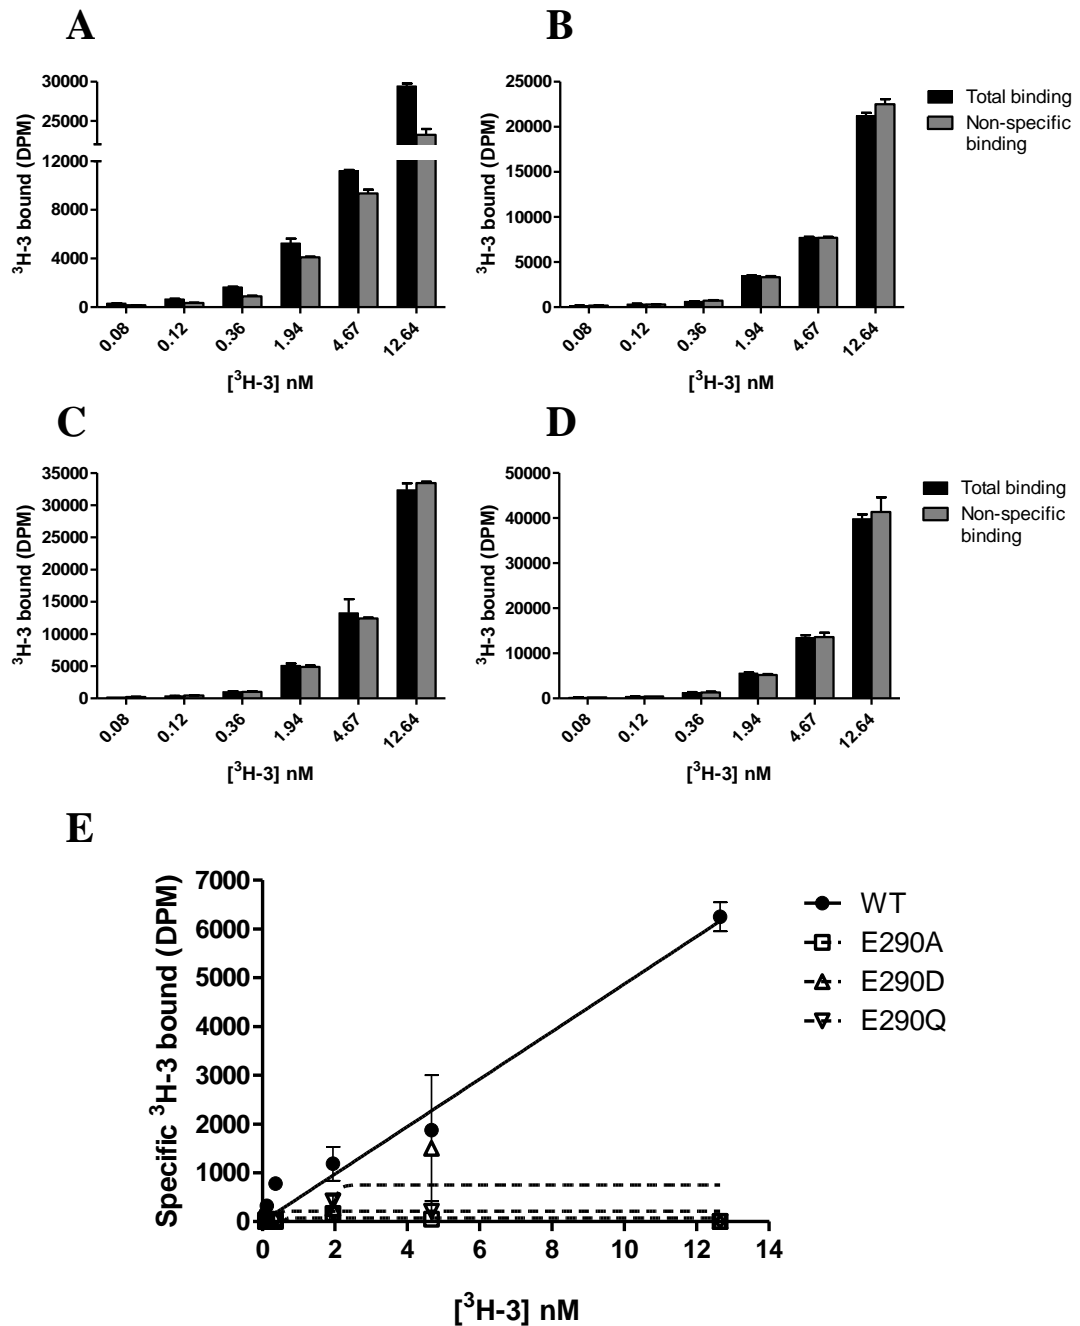 A
B
30000
25000
12000
8000
4000
0
³H-3 bound (DPM)
0.08
0.12
0.36
1.94
4.67
12.64
[³H-3] nM
25000
20000
15000
10000
5000
0
³H-3 bound (DPM)
0.08
0.12
0.36
1.94
4.67
12.64
[³H-3] nM
Total binding
Non-specific
binding
C
D
35000
30000
25000
20000
15000
10000
5000
0
³H-3 bound (DPM)
0.08
0.12
0.36
1.94
4.67
12.64
[³H-3] nM
50000
40000
30000
20000
10000
0
³H-3 bound (DPM)
0.08
0.12
0.36
1.94
4.67
12.64
[³H-3] nM
Total binding
Non-specific
binding
E
7000
6000
5000
4000
3000
2000
1000
0
Specific ³H-3 bound (DPM)
0 2 4 6 8 10 12 14
[³H-3] nM
WT
E290A
E290D
E290Q